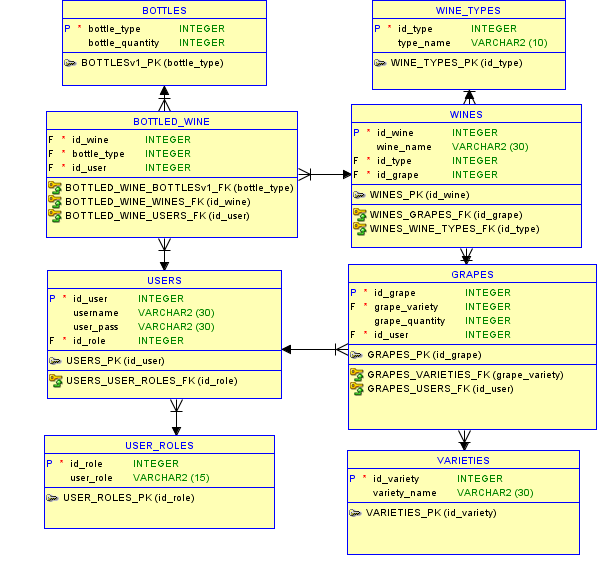 BOTTLES
P * bottle_type INTEGER
bottle_quantity INTEGER
BOTTLESv1_PK (bottle_type)
WINE_TYPES
P * id_type INTEGER
type_name VARCHAR2 (10)
WINE_TYPES_PK (id_type)
BOTTLED_WINE
F * id_wine INTEGER
F * bottle_type INTEGER
F * id_user INTEGER
BOTTLED_WINE_BOTTLESv1_FK (bottle_type)
BOTTLED_WINE_WINES_FK (id_wine)
BOTTLED_WINE_USERS_FK (id_user)
WINES
P * id_wine INTEGER
wine_name VARCHAR2 (30)
F * id_type INTEGER
F * id_grape INTEGER
WINES_PK (id_wine)
WINES_GRAPES_FK (id_grape)
WINES_WINE_TYPES_FK (id_type)
USERS
P * id_user INTEGER
username VARCHAR2 (30)
user_pass VARCHAR2 (30)
F * id_role INTEGER
USERS_PK (id_user)
USERS_USER_ROLES_FK (id_role)
GRAPES
P * id_grape INTEGER
F * grape_variety INTEGER
grape_quantity INTEGER
F * id_user INTEGER
GRAPES_PK (id_grape)
GRAPES_VARIETIES_FK (grape_variety)
GRAPES_USERS_FK (id_user)
USER_ROLES
P * id_role INTEGER
user_role VARCHAR2 (15)
USER_ROLES_PK (id_role)
VARIETIES
P * id_variety INTEGER
variety_name VARCHAR2 (30)
VARIETIES_PK (id_variety)